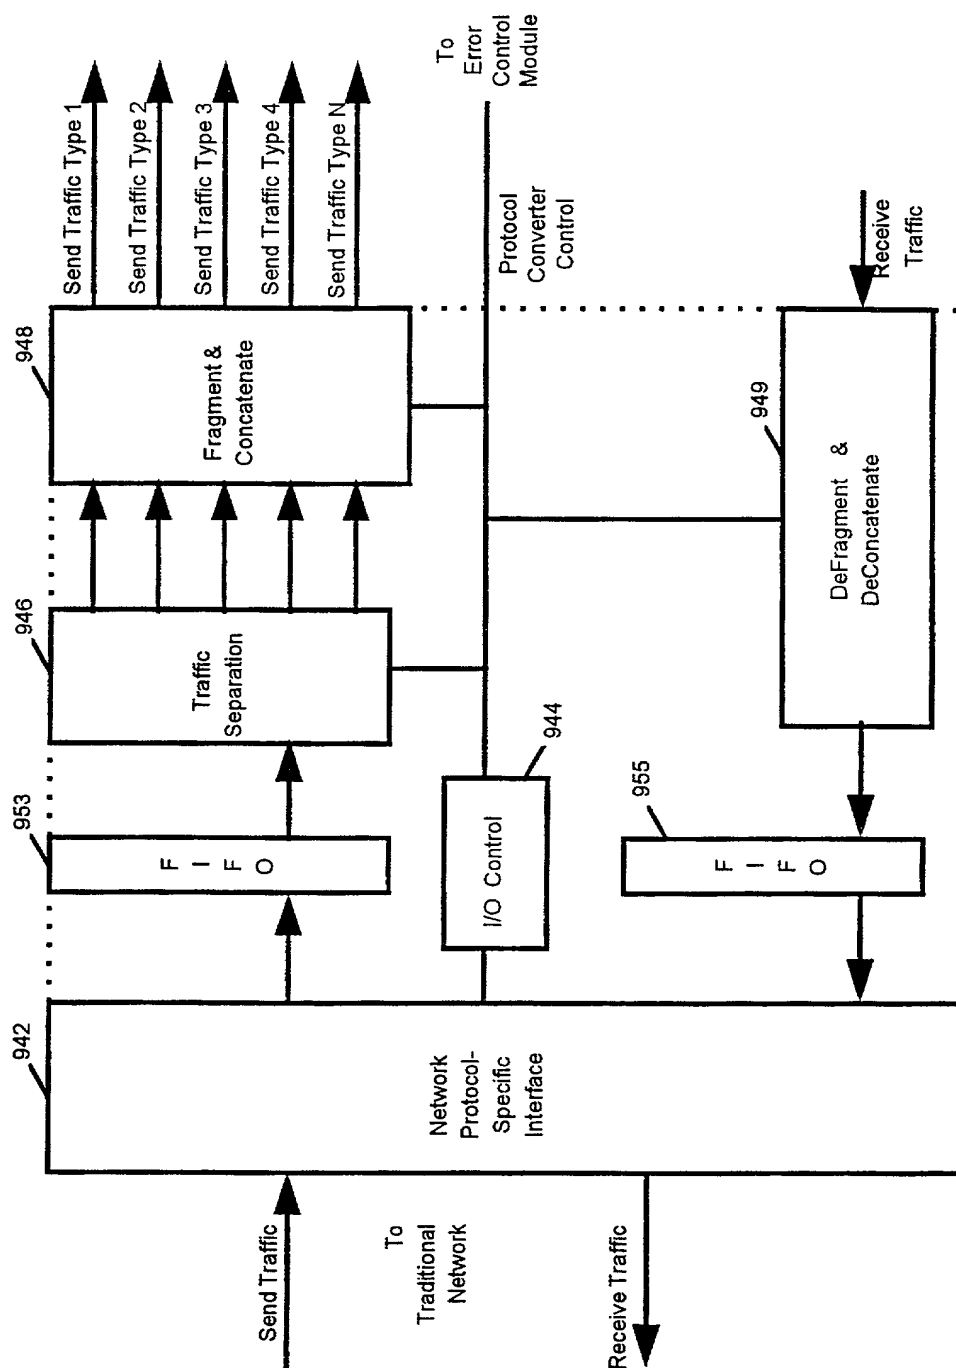 Send Traffic
To
Traditional
Network
Receive Traffic
942
Network
Protocol-
Specific
Interface
953
F I F O
946
Traffic
Separation
948
Fragment &
Concatenate
Send Traffic Type 1
Send Traffic Type 2
Send Traffic Type 3
Send Traffic Type 4
Send Traffic Type N
To
Error
Control
Module
944
I/O Control
Protocol
Converter
Control
955
F I F O
949
DeFragment &
DeConcatenate
Receive
Traffic